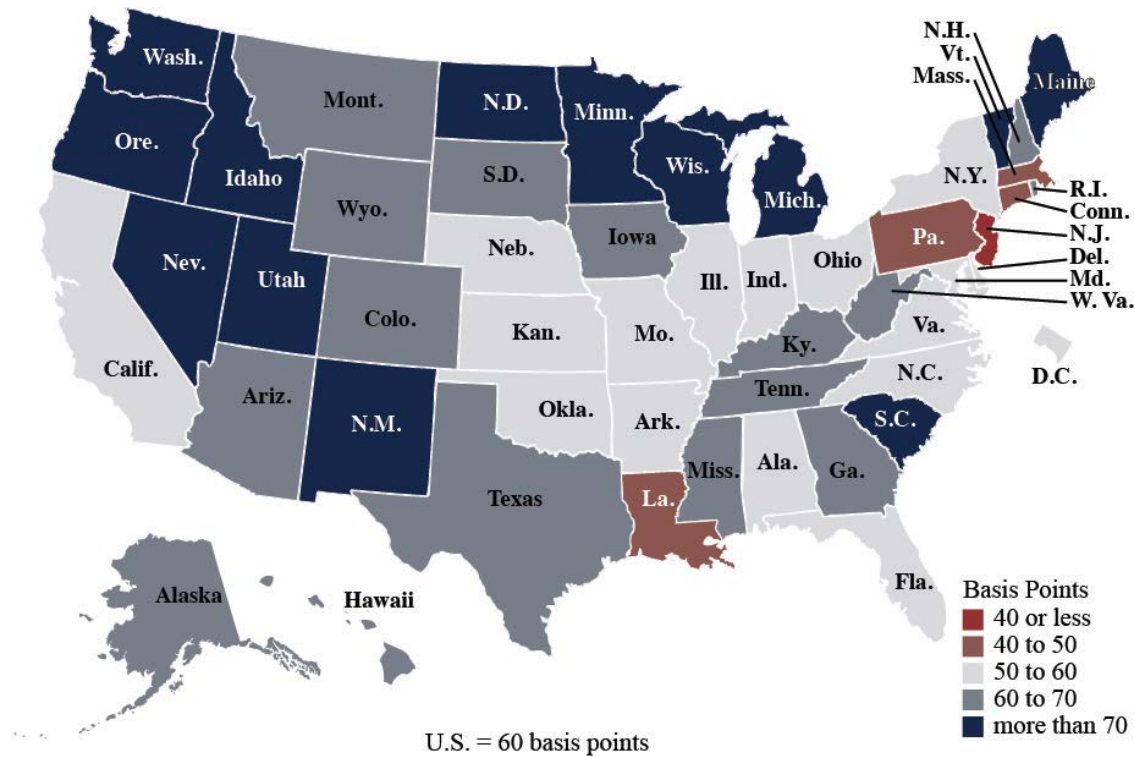 N.H.
Vt.
Mass.
Maine
Wash.
Mont.
N.D.
Minn.
Ore.
Idaho
S.D.
Wis.
Mich.
N.Y.
R.I.
Conn.
N.J.
Del.
Md.
W. Va.
Wyo.
Iowa
Pa.
Neb.
Nev.
Utah
Ill.
Ind.
Ohio
Colo.
Kan.
Mo.
Ky.
Va.
Calif.
D.C.
Ariz.
N.M.
Okla.
Ark.
Tenn.
N.C.
S.C.
Texas
La.
Miss.
Ala.
Ga.
Fla.
Alaska
Hawaii
Basis Points
40 or less
40 to 50
50 to 60
60 to 70
more than 70
U.S. = 60 basis points